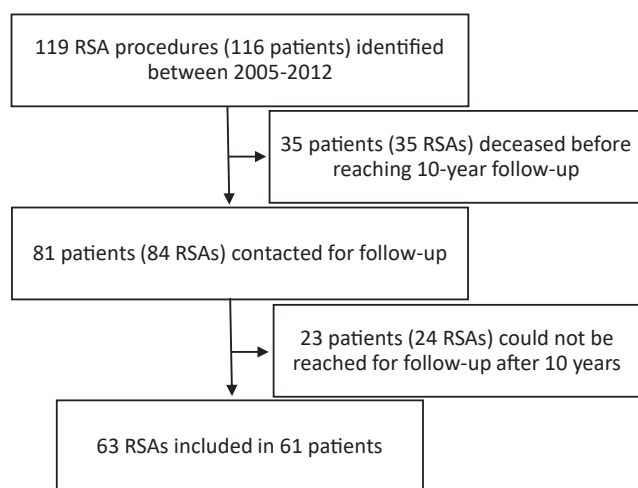 119 RSA procedures (116 patients) identified
between 2005-2012
35 patients (35 RSAs) deceased before
reaching 10-year follow-up
81 patients (84 RSAs) contacted for follow-up
23 patients (24 RSAs) could not be
reached for follow-up after 10 years
63 RSAs included in 61 patients